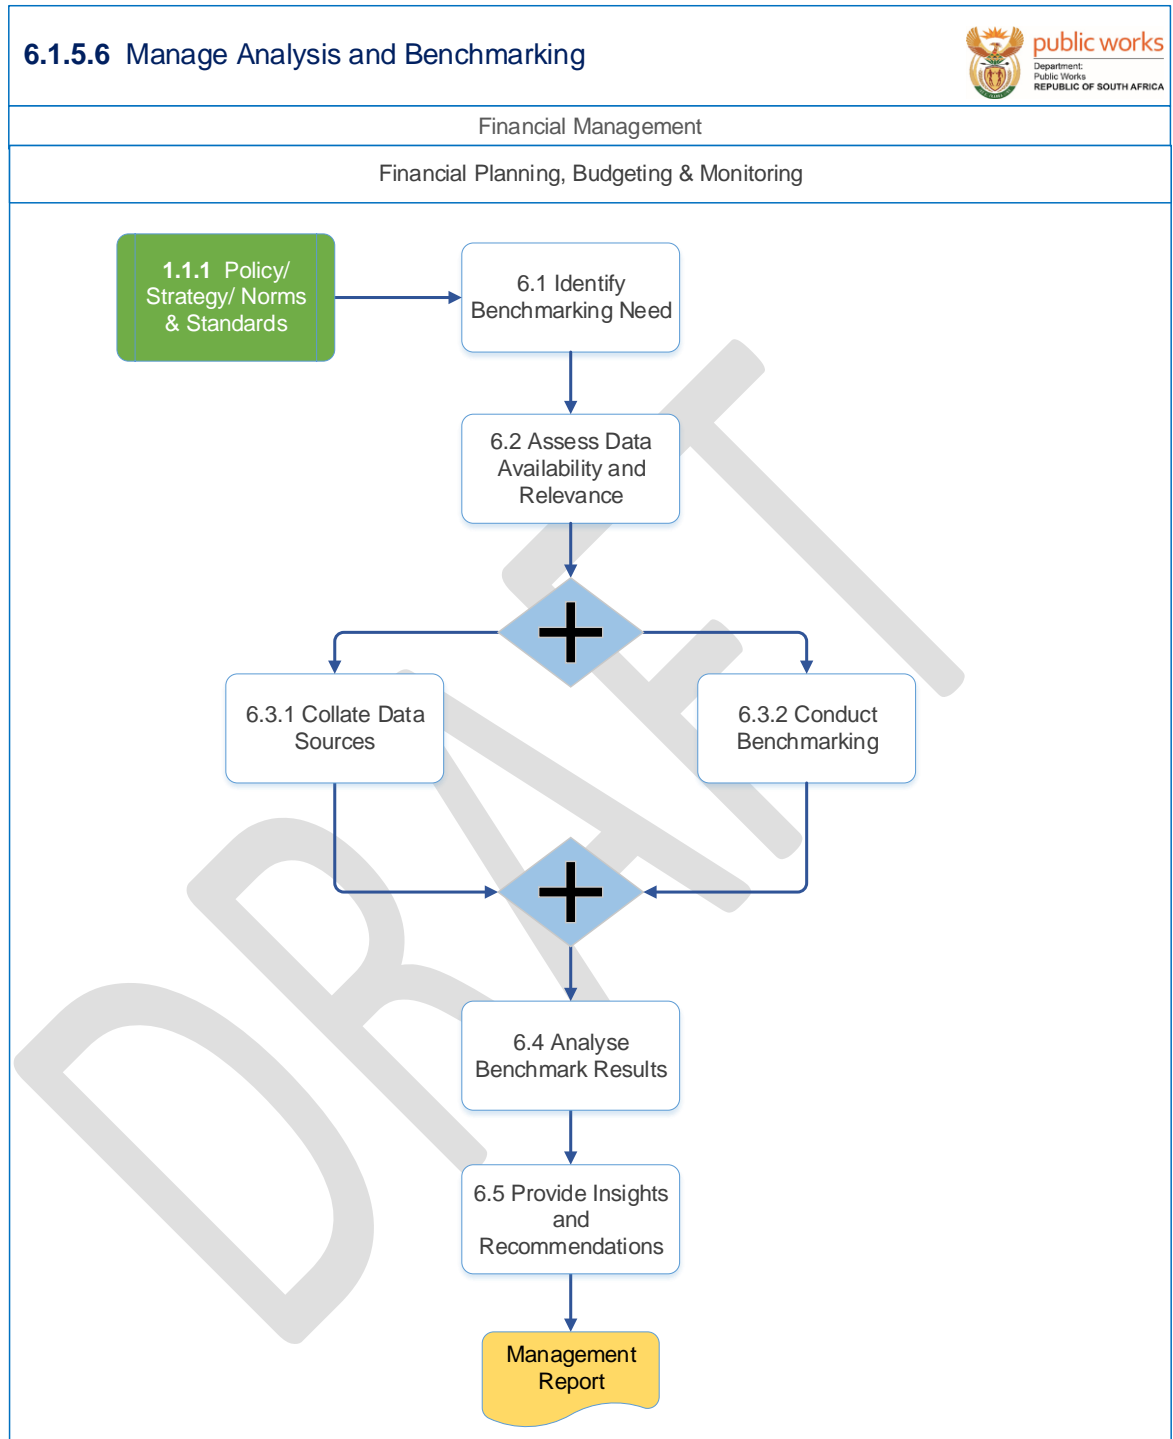 6.1.5.6 Manage Analysis and Benchmarking
public works
Department:
Public Works
REPUBLIC OF SOUTH AFRICA
Financial Management
Financial Planning, Budgeting & Monitoring
1.1.1 Policy/
Strategy/ Norms
& Standards
6.1 Identify
Benchmarking Need
6.2 Assess Data
Availability and
Relevance
6.3.1 Collate Data
Sources
6.3.2 Conduct
Benchmarking
6.4 Analyse
Benchmark Results
6.5 Provide Insights
and
Recommendations
Management
Report
DRAFT